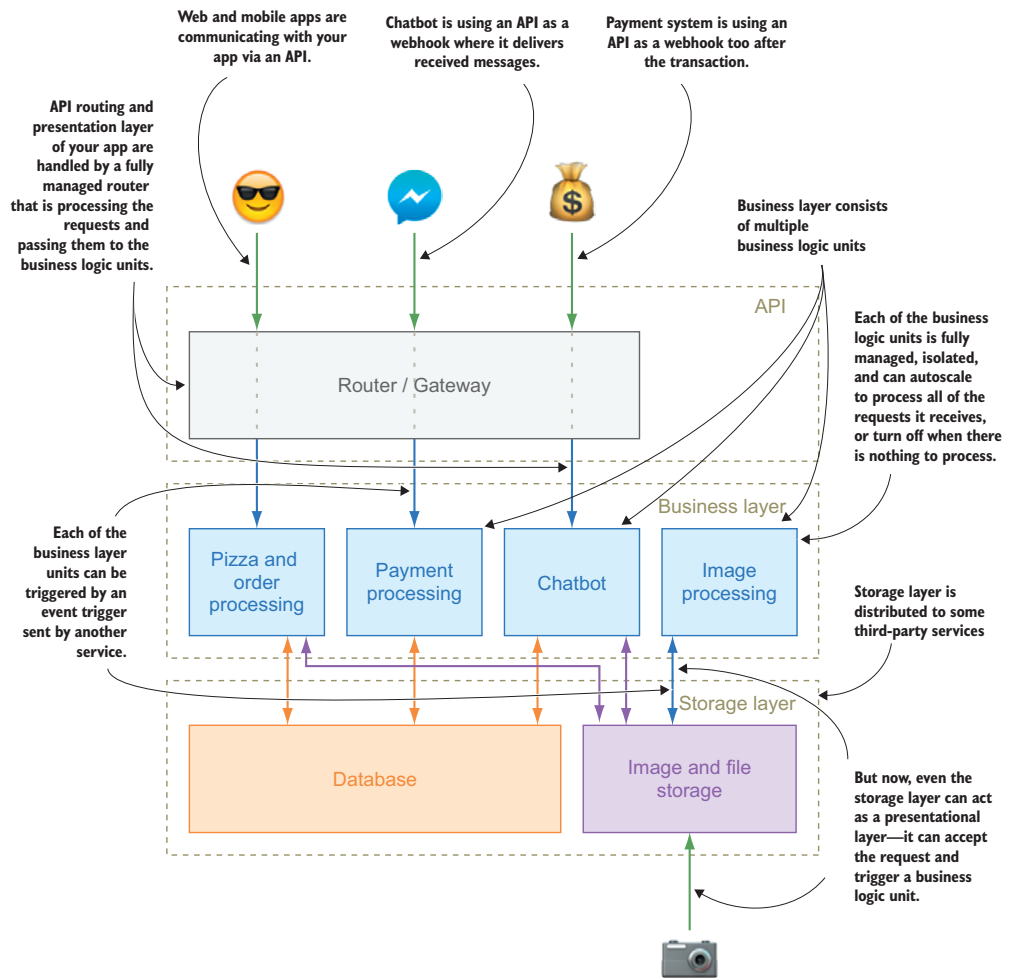 Web and mobile apps are
communicating with your
app via an API.
Chatbot is using an API as a
webhook where it delivers
received messages.
Payment system is using an
API as a webhook too after
the transaction.
API routing and
presentation layer
of your app are
handled by a fully
managed router
that is processing the
requests and
passing them to the
business logic units.
$
Business layer consists
of multiple
business logic units
API
Each of the business
logic units is fully
managed, isolated,
and can autoscale
to process all of the
requests it receives,
or turn off when there
is nothing to process.
Router / Gateway
Business layer
Each of the
business layer
units can be
triggered by an
event trigger
sent by another
service.
Pizza and
order
processing
Payment
processing
Chatbot
Image
processing
Storage layer is
distributed to some
third-party services
Storage layer
Database
Image and file
storage
But now, even the
storage layer can act
as a presentational
layer—it can accept
the request and
trigger a business
logic unit.